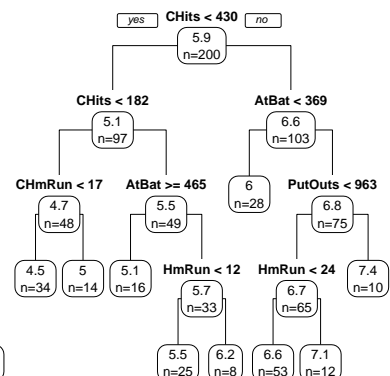 yes CHits < 430 no
5.9
n=200
CHits < 182 AtBat < 369
5.1 6.6
n=97 n=103
CHmRun < 17 AtBat >= 465 PutOuts < 963
4.7 5.5 6 6.8
n=48 n=49 n=28 n=75
4.5 5 5.1 HmRun < 12 HmRun < 24 7.4
n=34 n=14 n=16 5.7 6.7 n=10
n=33 n=65
5.5 6.2 6.6 7.1
n=25 n=8 n=53 n=12